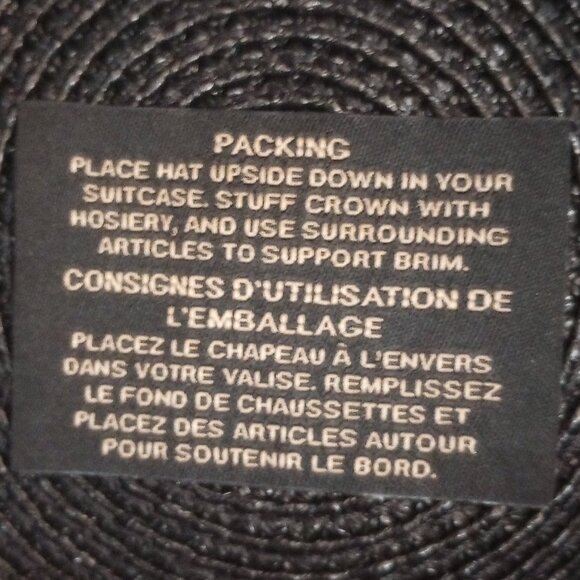 PACKING
PLACE HAT UPSIDE DOWN IN YOUR
SUITCASE. STUFF CROWN WITH
HOSIERY, AND USE SURROUNDING
ARTICLES TO SUPPORT BRIM.
CONSIGNES D'UTILISATION DE
L'EMBALLAGE
PLACEZ LE CHAPEAU À L'ENVERS
DANS VOTRE VALISE. REMPLISSEZ
LE FOND DE CHAUSSETTES ET
PLACEZ DES ARTICLES AUTOUR
POUR SOUTENIR LE BORD.